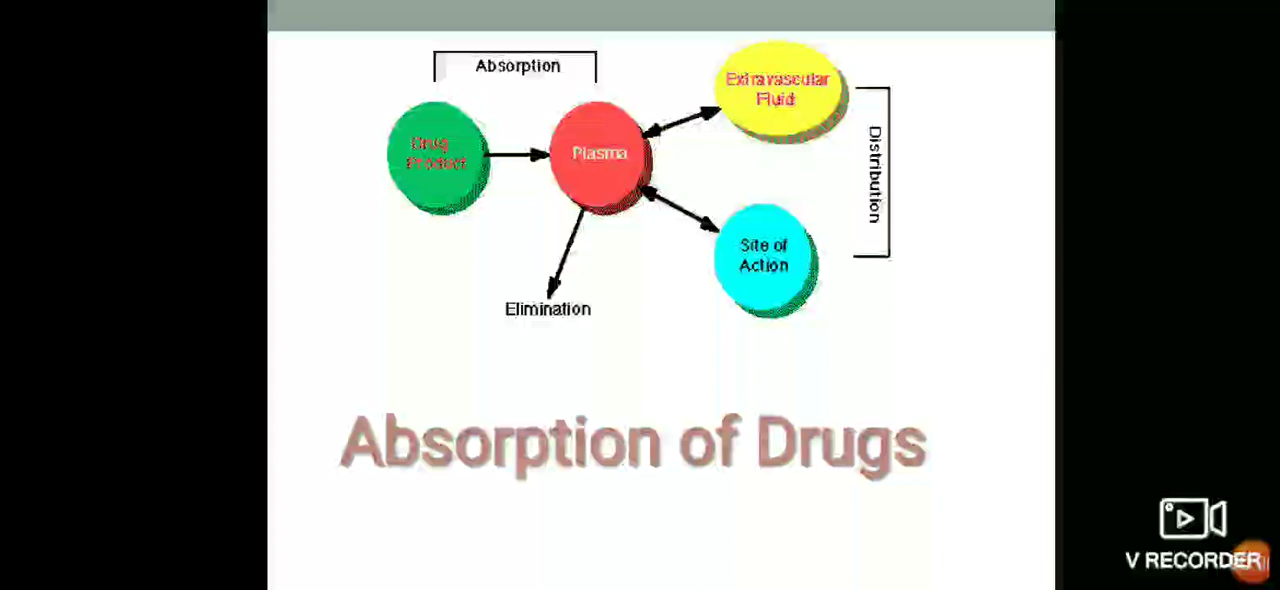 Absorption
Extravascular
Fluid
Drug
Product
Plasma
Distribution
Site of
Action
Elimination
Absorption of Drugs
V RECORDER